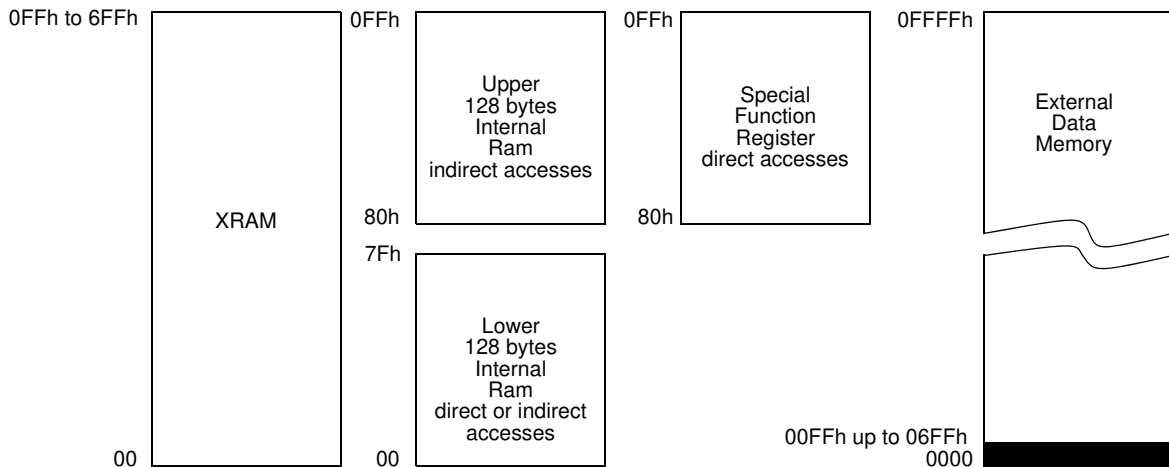 0FFh to 6FFh
XRAM
00
0FFh
Upper
128 bytes
Internal
Ram
indirect accesses
80h
7Fh
Lower
128 bytes
Internal
Ram
direct or indirect
accesses
00
0FFh
Special
Function
Register
direct accesses
80h
0FFFFh
External
Data
Memory
00FFh up to 06FFh
0000